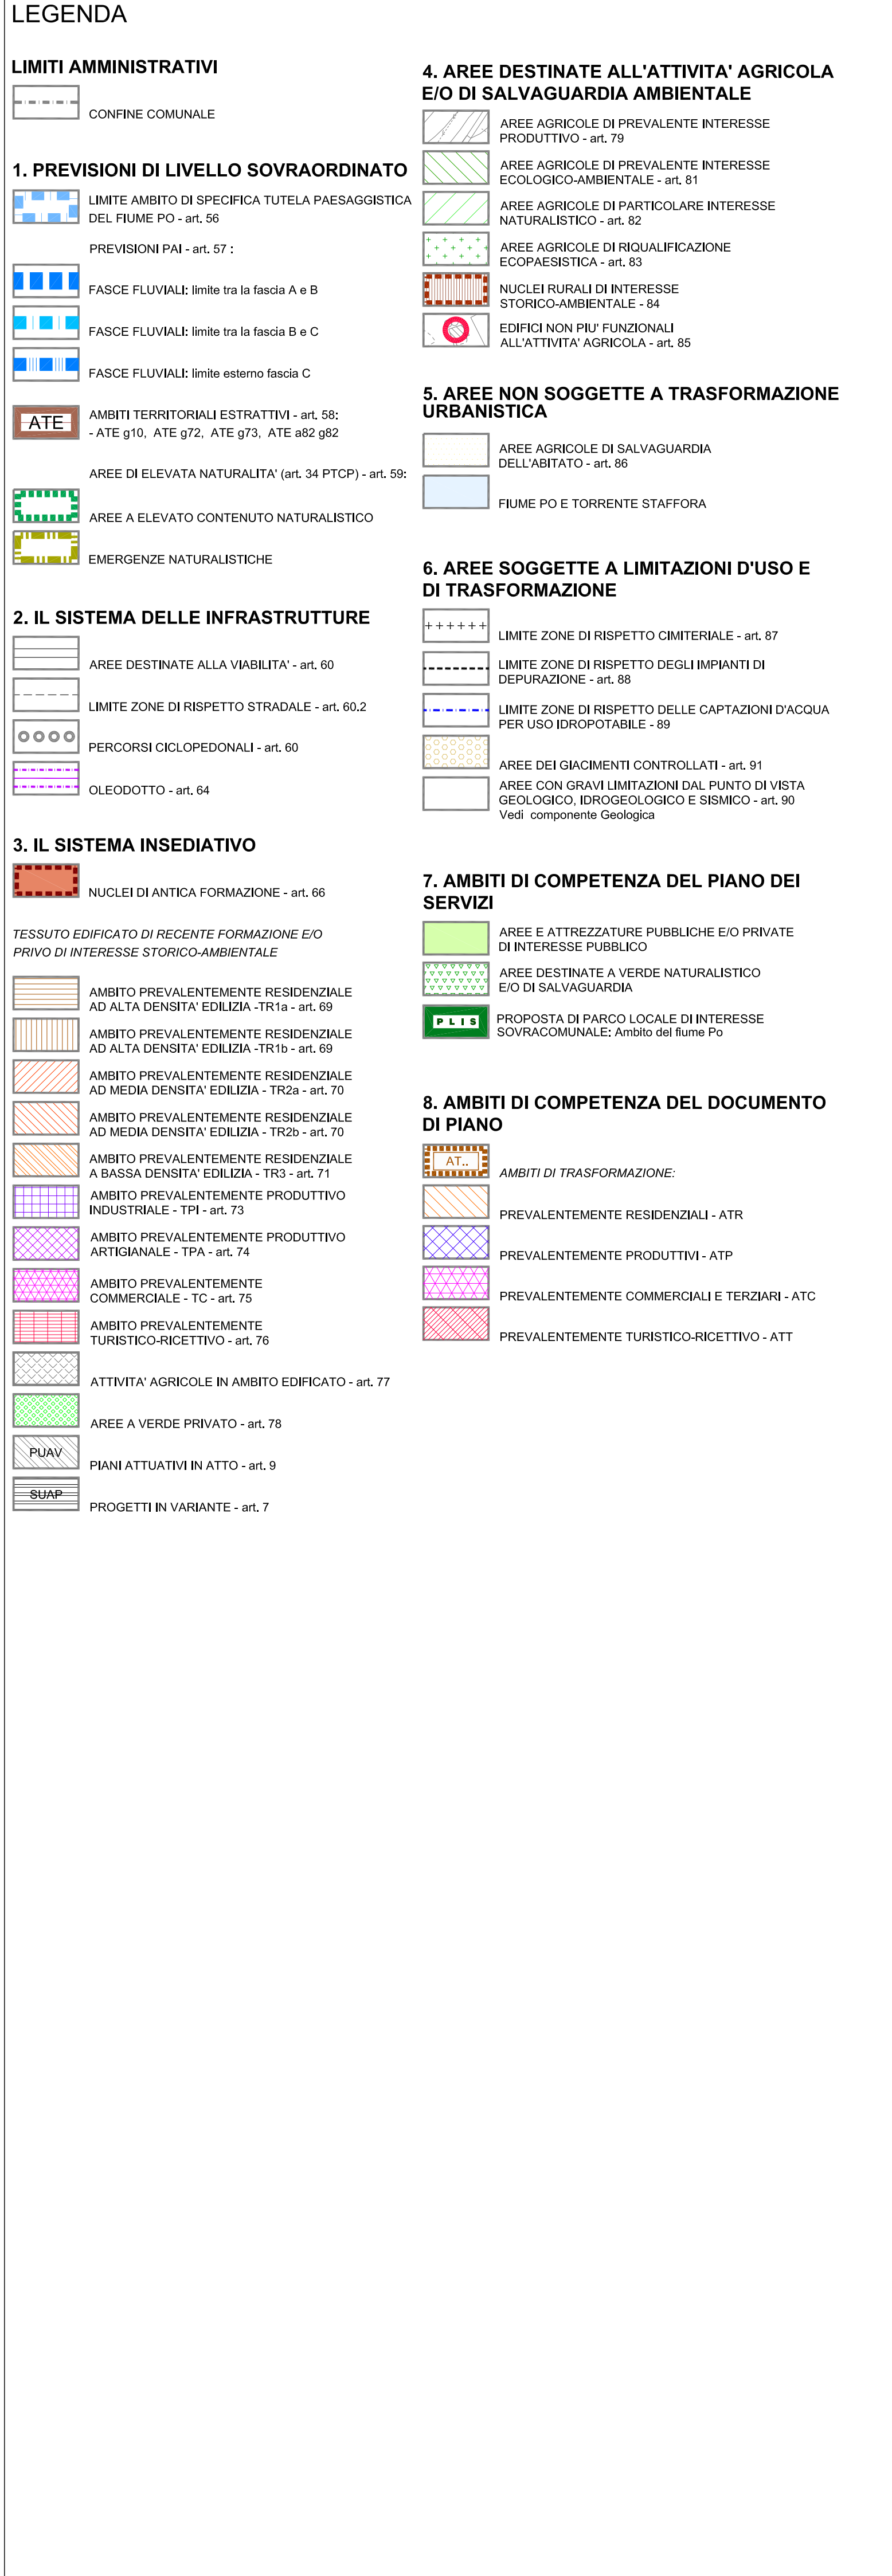 LEGENDA
LIMITI AMMINISTRATIVI
CONFINE COMUNALE
1. PREVISIONI DI LIVELLO SOVRAORDINATO
LIMITE AMBITO DI SPECIFICA TUTELA PAESAGGISTICA
DEL FIUME PO - art. 56
PREVISIONI PAI - art. 57 :
FASCE FLUVIALI: limite tra la fascia A e B
FASCE FLUVIALI: limite tra la fascia B e C
FASCE FLUVIALI: limite esterno fascia C
ATE
AMBITI TERRITORIALI ESTRATTIVI - art. 58:
- ATE g10, ATE g72, ATE g73, ATE a82 g82
AREE DI ELEVATA NATURALITA' (art. 34 PTCP) - art. 59:
AREE A ELEVATO CONTENUTO NATURALISTICO
EMERGENZE NATURALISTICHE
2. IL SISTEMA DELLE INFRASTRUTTURE
AREE DESTINATE ALLA VIABILITA' - art. 60
LIMITE ZONE DI RISPETTO STRADALE - art. 60.2
PERCORSI CICLOPEDONALI - art. 60
OLEODOTTO - art. 64
3. IL SISTEMA INSEDIATIVO
NUCLEI DI ANTICA FORMAZIONE - art. 66
TESSUTO EDIFICATO DI RECENTE FORMAZIONE E/O
PRIVO DI INTERESSE STORICO-AMBIENTALE
AMBITO PREVALENTEMENTE RESIDENZIALE
AD ALTA DENSITA' EDILIZIA -TR1a - art. 69
AMBITO PREVALENTEMENTE RESIDENZIALE
AD ALTA DENSITA' EDILIZIA -TR1b - art. 69
AMBITO PREVALENTEMENTE RESIDENZIALE
AD MEDIA DENSITA' EDILIZIA - TR2a - art. 70
AMBITO PREVALENTEMENTE RESIDENZIALE
AD MEDIA DENSITA' EDILIZIA - TR2b - art. 70
AMBITO PREVALENTEMENTE RESIDENZIALE
A BASSA DENSITA' EDILIZIA - TR3 - art. 71
AMBITO PREVALENTEMENTE PRODUTTIVO
INDUSTRIALE - TPI - art. 73
AMBITO PREVALENTEMENTE PRODUTTIVO
ARTIGIANALE - TPA - art. 74
AMBITO PREVALENTEMENTE
COMMERCIALE - TC - art. 75
AMBITO PREVALENTEMENTE
TURISTICO-RICETTIVO - art. 76
ATTIVITA' AGRICOLE IN AMBITO EDIFICATO - art. 77
AREE A VERDE PRIVATO - art. 78
PUAV
PIANI ATTUATIVI IN ATTO - art. 9
SUAP
PROGETTI IN VARIANTE - art. 7
4. AREE DESTINATE ALL'ATTIVITA' AGRICOLA
E/O DI SALVAGUARDIA AMBIENTALE
AREE AGRICOLE DI PREVALENTE INTERESSE
PRODUTTIVO - art. 79
AREE AGRICOLE DI PREVALENTE INTERESSE
ECOLOGICO-AMBIENTALE - art. 81
AREE AGRICOLE DI PARTICOLARE INTERESSE
NATURALISTICO - art. 82
AREE AGRICOLE DI RIQUALIFICAZIONE
ECOPAESISTICA - art. 83
NUCLEI RURALI DI INTERESSE
STORICO-AMBIENTALE - 84
EDIFICI NON PIU' FUNZIONALI
ALL'ATTIVITA' AGRICOLA - art. 85
5. AREE NON SOGGETTE A TRASFORMAZIONE
URBANISTICA
AREE AGRICOLE DI SALVAGUARDIA
DELL'ABITATO - art. 86
FIUME PO E TORRENTE STAFFORA
6. AREE SOGGETTE A LIMITAZIONI D'USO E
DI TRASFORMAZIONE
LIMITE ZONE DI RISPETTO CIMITERIALE - art. 87
LIMITE ZONE DI RISPETTO DEGLI IMPIANTI DI
DEPURAZIONE - art. 88
LIMITE ZONE DI RISPETTO DELLE CAPTAZIONI D'ACQUA
PER USO IDROPOTABILE - 89
AREE DEI GIACIMENTI CONTROLLATI - art. 91
AREE CON GRAVI LIMITAZIONI DAL PUNTO DI VISTA
GEOLOGICO, IDROGEOLOGICO E SISMICO - art. 90
Vedi componente Geologica
7. AMBITI DI COMPETENZA DEL PIANO DEI
SERVIZI
AREE E ATTREZZATURE PUBBLICHE E/O PRIVATE
DI INTERESSE PUBBLICO
AREE DESTINATE A VERDE NATURALISTICO
E/O DI SALVAGUARDIA
PLIS
PROPOSTA DI PARCO LOCALE DI INTERESSE
SOVRACOMUNALE: Ambito del fiume Po
8. AMBITI DI COMPETENZA DEL DOCUMENTO
DI PIANO
AT..
AMBITI DI TRASFORMAZIONE:
PREVALENTEMENTE RESIDENZIALI - ATR
PREVALENTEMENTE PRODUTTIVI - ATP
PREVALENTEMENTE COMMERCIALI E TERZIARI - ATC
PREVALENTEMENTE TURISTICO-RICETTIVO - ATT